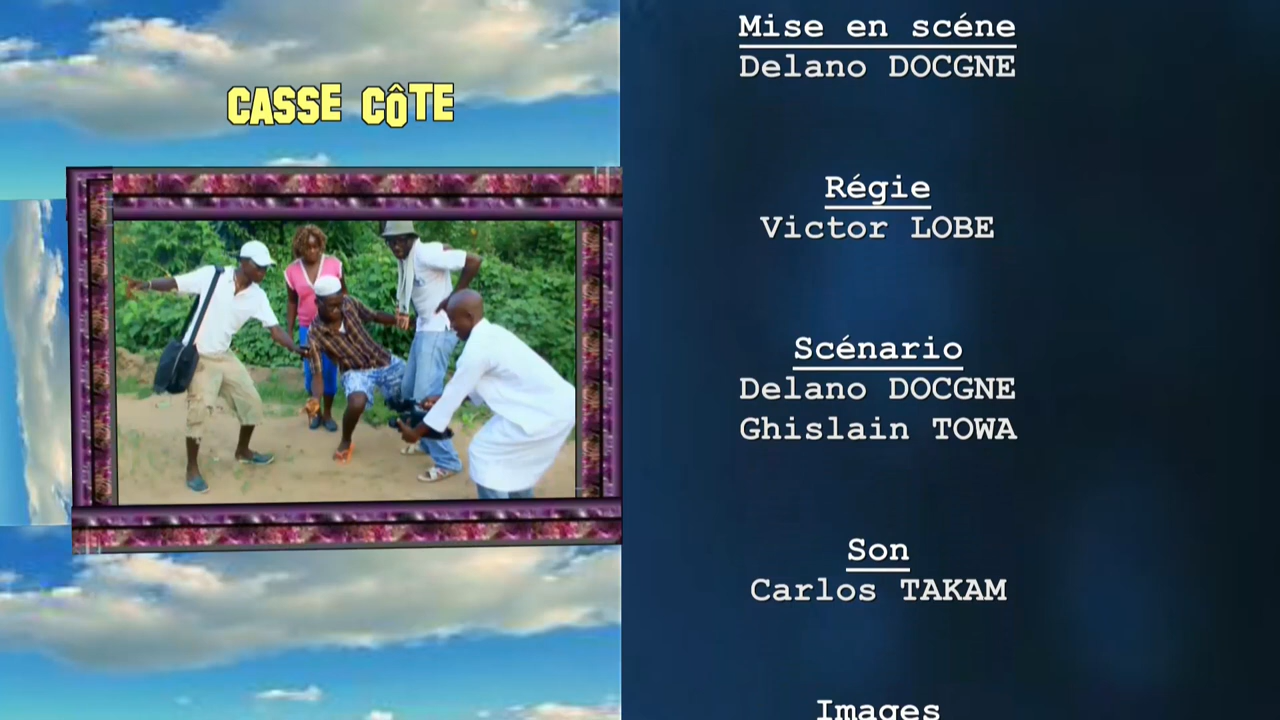 CASSE CÔTE
Mise en scéne
Delano DOCGNE
Régie
Victor LOBE
Scénario
Delano DOCGNE
Ghislain TOWA
Son
Carlos TAKAM
Images